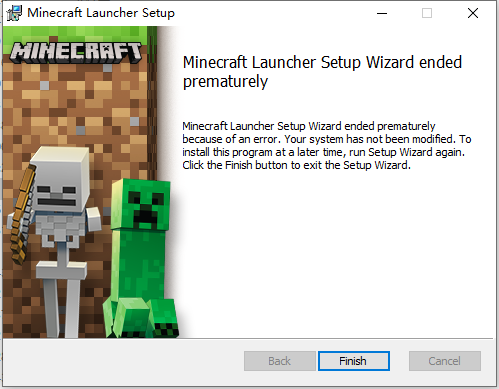 Minecraft Launcher Setup
MINECRAFT
Minecraft Launcher Setup Wizard ended
prematurely
Minecraft Launcher Setup Wizard ended prematurely
because of an error. Your system has not been modified. To
install this program at a later time, run Setup Wizard again.
Click the Finish button to exit the Setup Wizard.
Back
Finish
Cancel